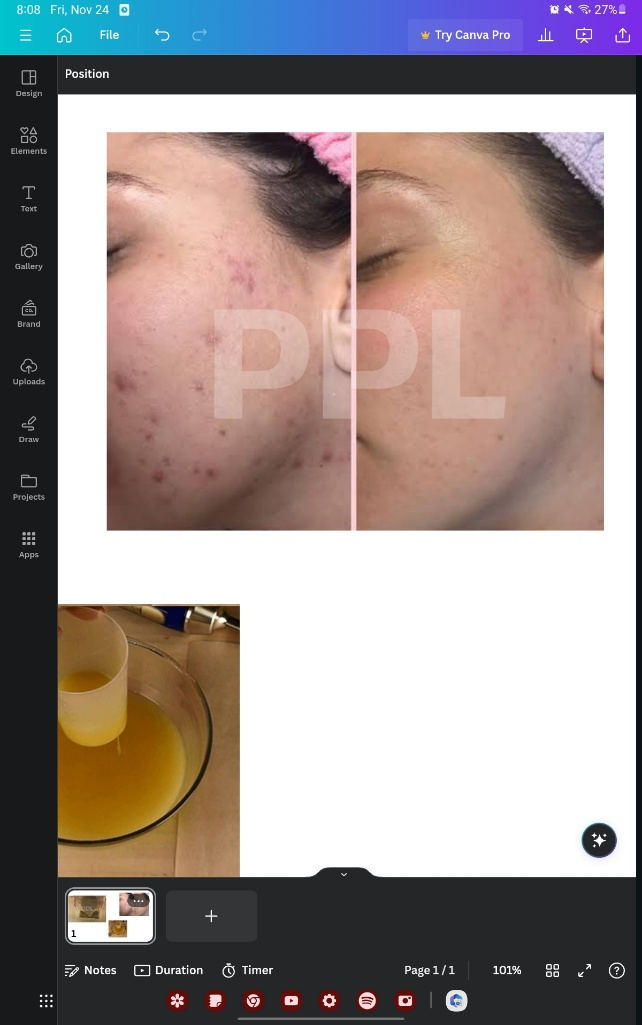 8:08 Fri, Nov 24
27%
File
Try Canva Pro
Position
Design
Elements
Text
Gallery
Brand
Uploads
Draw
Projects
Apps
PPL
1
Notes
Duration
Timer
Page 1 / 1
101%